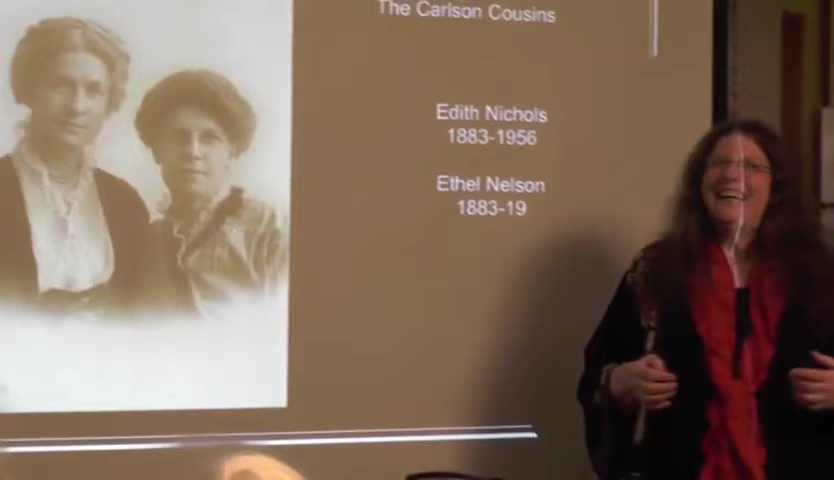 The Carlson Cousins
Edith Nichols
1883-1956
Ethel Nelson
1883-19